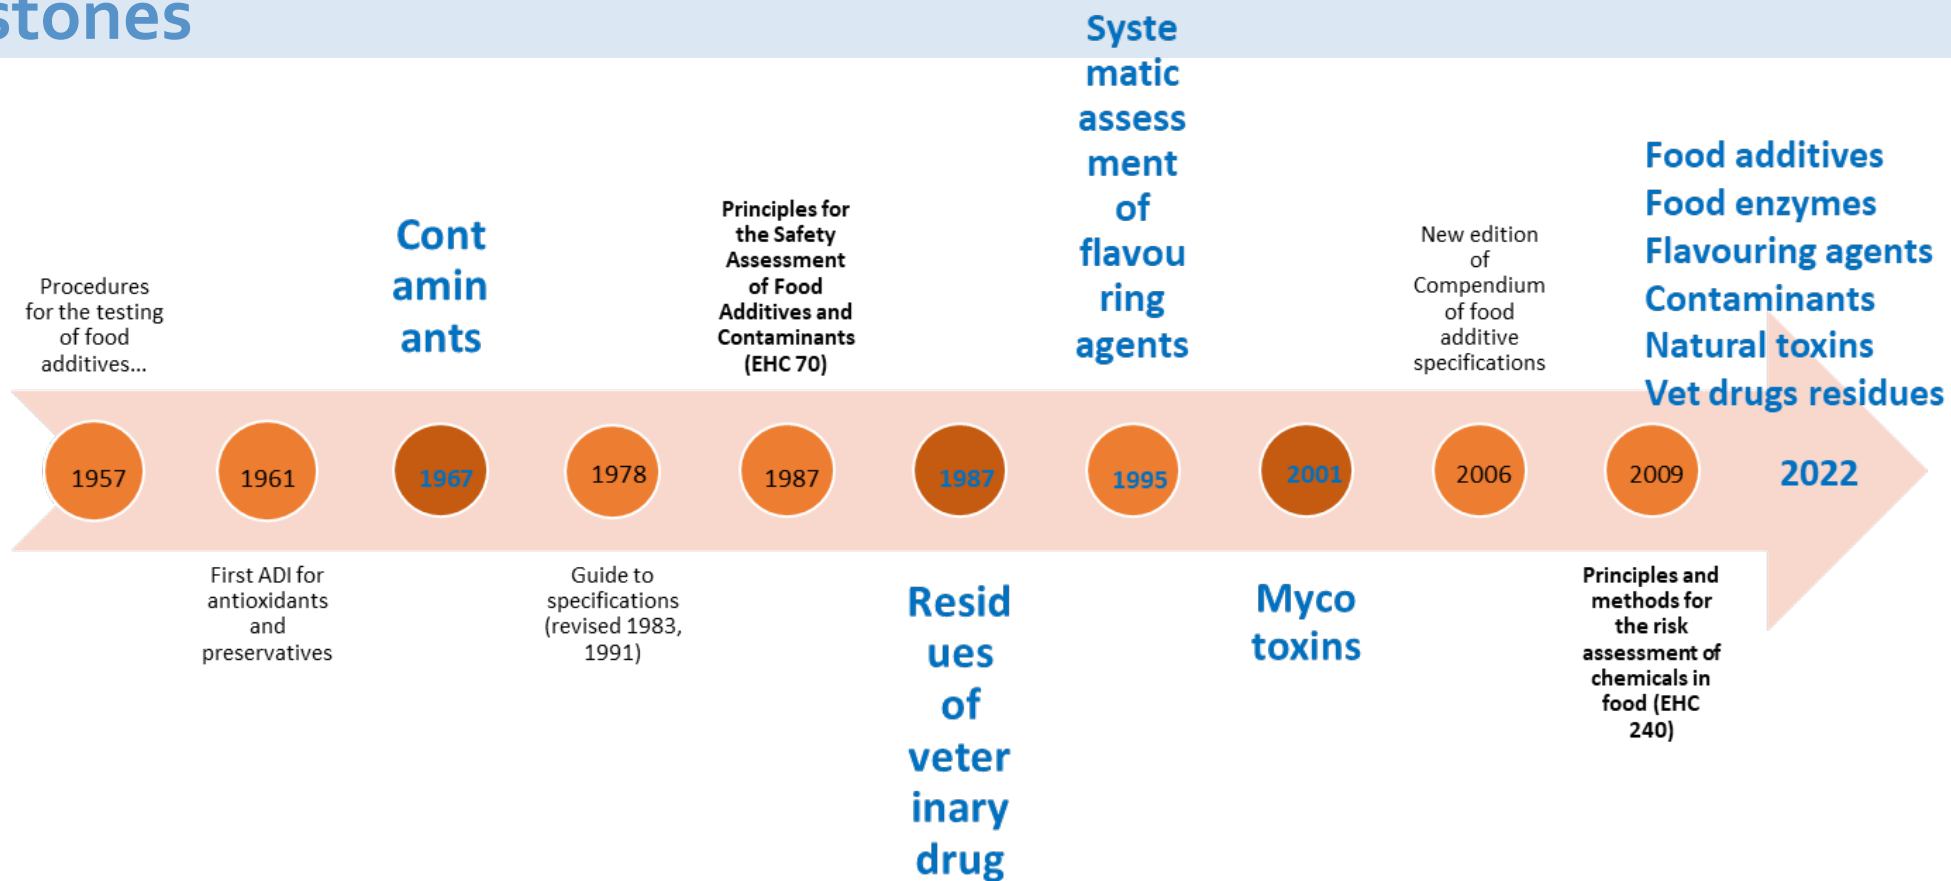 stones
Procedures
for the testing
of food
additives...
1957
1961
First ADI for
antioxidants
and
preservatives
Cont
amin
ants
1967
1978
Guide to
specifications
(revised 1983,
1991)
Principles for
the Safety
Assessment
of Food
Additives and
Contaminants
(EHC 70)
1987
1987
Resid
ues
of
veter
inary
drug
Syste
matic
assess
ment
of
flavou
ring
agents
1995
2001
Myco
toxins
New edition
of
Compendium
of food
additive
specifications
2006
2009
Principles and
methods for
the risk
assessment of
chemicals in
food (EHC
240)
Food additives
Food enzymes
Flavouring agents
Contaminants
Natural toxins
Vet drugs residues
2022